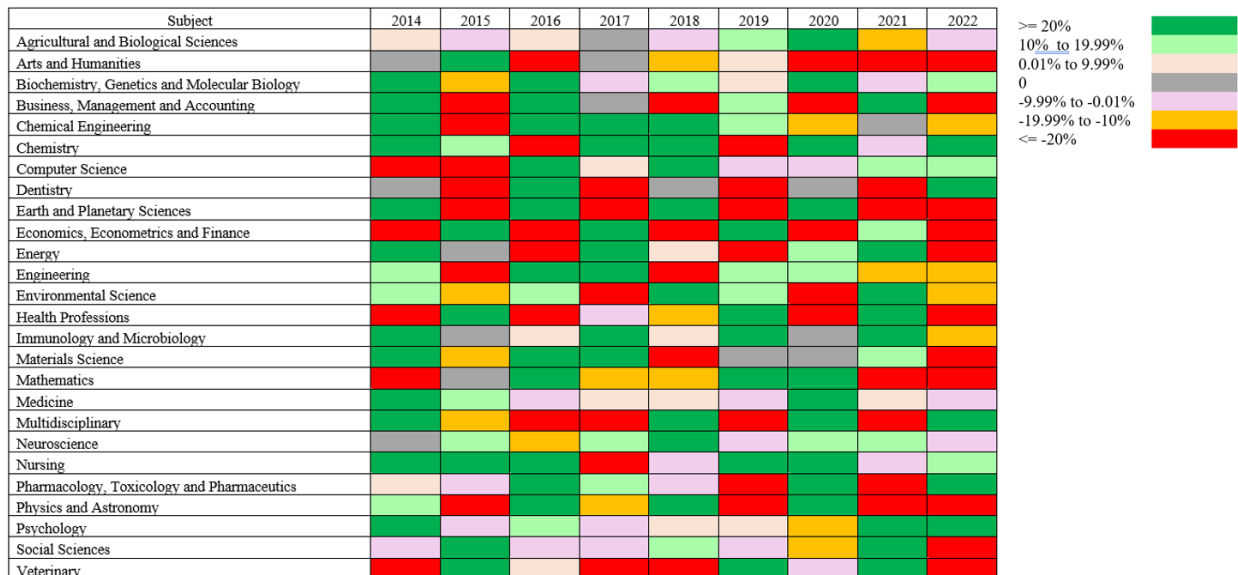 Subject 2014 2015 2016 2017 2018 2019 2020 2021 2022
Agricultural and Biological Sciences
Arts and Humanities
Biochemistry, Genetics and Molecular Biology
Business, Management and Accounting
Chemical Engineering
Chemistry
Computer Science
Dentistry
Earth and Planetary Sciences
Economics, Econometrics and Finance
Energy
Engineering
Environmental Science
Health Professions
Immunology and Microbiology
Materials Science
Mathematics
Medicine
Multidisciplinary
Neuroscience
Nursing
Pharmacology, Toxicology and Pharmaceutics
Physics and Astronomy
Psychology
Social Sciences
Veterinary
>= 20%
10% to 19.99%
0.01% to 9.99%
0
-9.99% to -0.01%
-19.99% to -10%
<= -20%